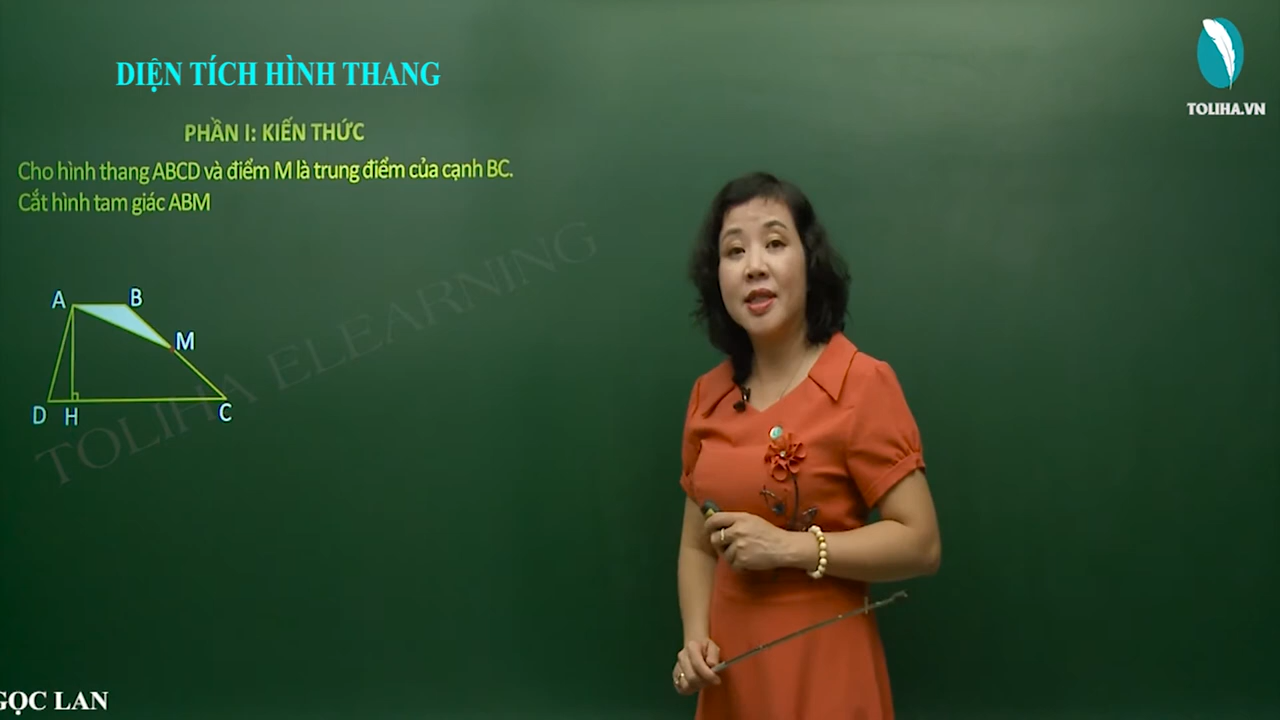 DIỆN TÍCH HÌNH THANG
PHẦN I: KIẾN THỨC
Cho hình thang ABCD và điểm M là trung điểm của cạnh BC.
Cắt hình tam giác ABM
A B
M
D H C
TOLIHA ELEARNING
TOLIHA.VN
GỌC LAN